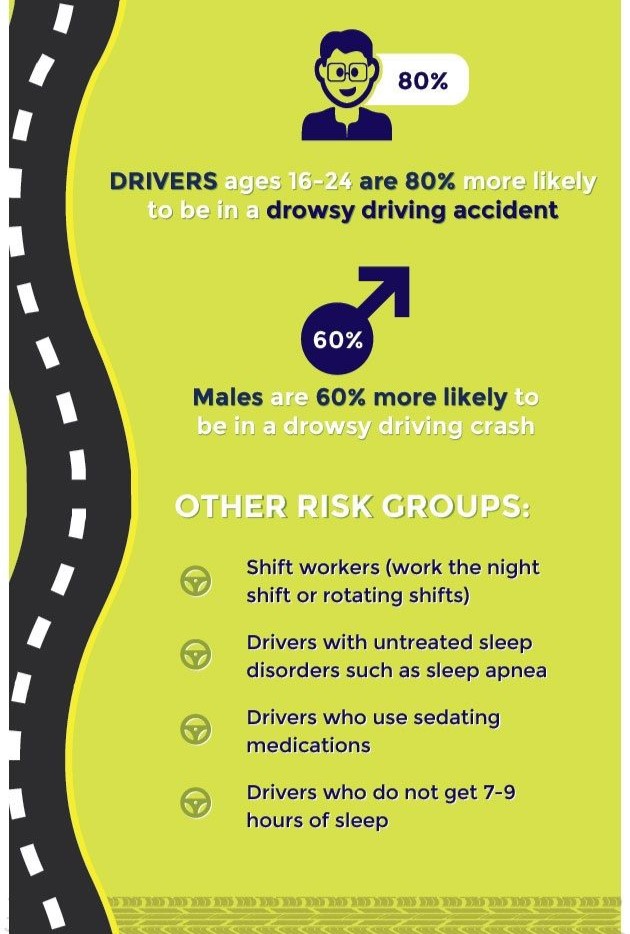 80%
DRIVERS ages 16-24 are 80% more likely
to be in a drowsy driving accident
60%
Males are 60% more likely to
be in a drowsy driving crash
OTHER RISK GROUPS:
Shift workers (work the night
shift or rotating shifts)
Drivers with untreated sleep
disorders such as sleep apnea
Drivers who use sedating
medications
Drivers who do not get 7-9
hours of sleep